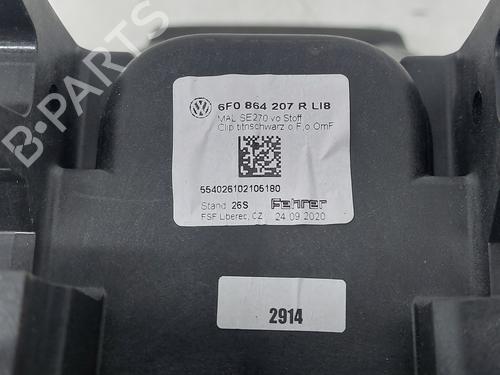 6F0 864 207 R LI8
MAL SE270 vo Stoff
Clip titnschwarz o F,o OmF
554026102105180
Stand 26S
Fehrer
FSF Liberec, CZ 24.09.2020
2914
B-PARTS